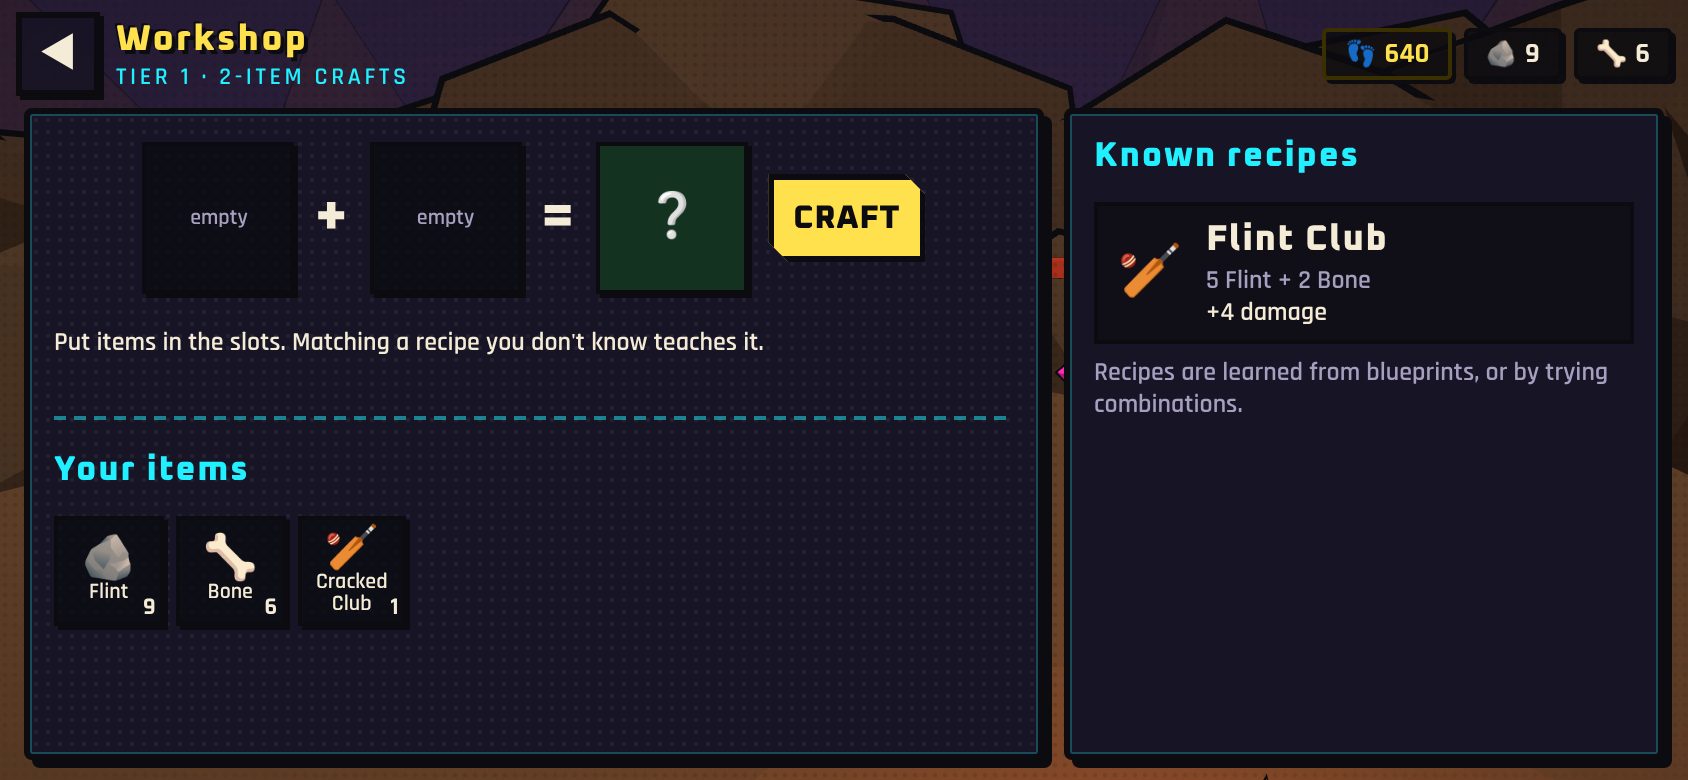 Workshop
TIER 1 · 2-ITEM CRAFTS
640
9
6
empty
+
empty
=
?
CRAFT
Put items in the slots. Matching a recipe you don't know teaches it.
Your items
Flint
9
Bone
6
Cracked
Club
1
Known recipes
Flint Club
5 Flint + 2 Bone
+4 damage
Recipes are learned from blueprints, or by trying
combinations.